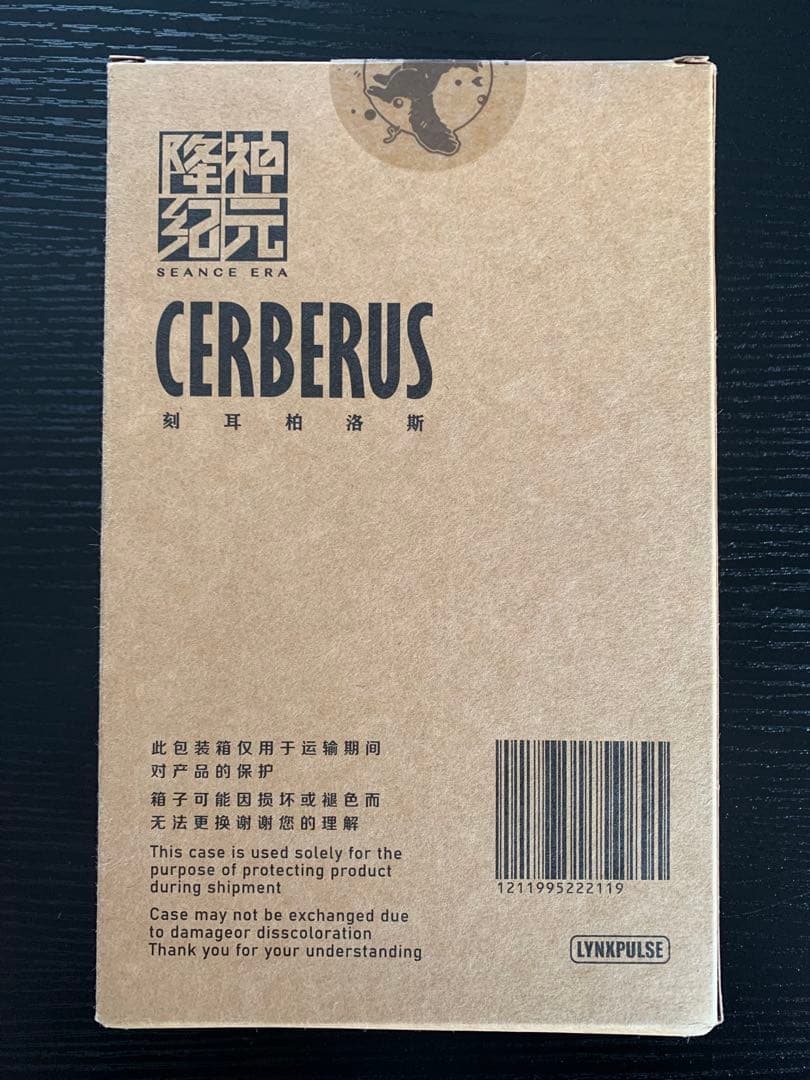 降神
纪元
SEANCE ERA
CERBERUS
刻耳柏洛斯
此包装箱仅用于运输期间
对产品的保护
箱子可能因损坏或褪色而
无法更换谢谢您的理解
This case is used solely for the
purpose of protecting product
during shipment
Case may not be exchanged due
to damageor disscoloration
Thank you for your understanding
1211995222119
LYNXPULSE